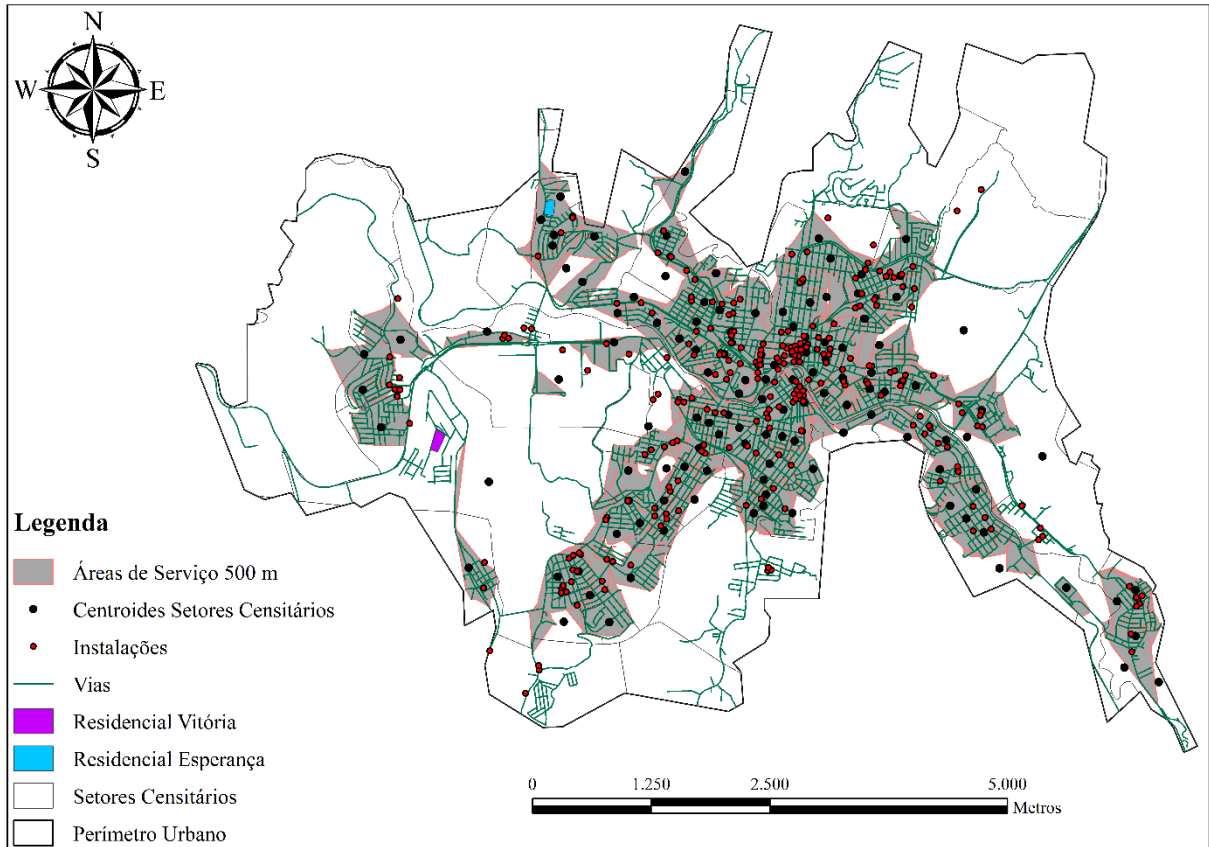 N
W
E
S
Legenda
Áreas de Serviço 500 m
Centroides Setores Censitários
Instalações
Vias
Residencial Vitória
Residencial Esperança
Setores Censitários
Perímetro Urbano
0 1.250 2.500 5.000
Metros